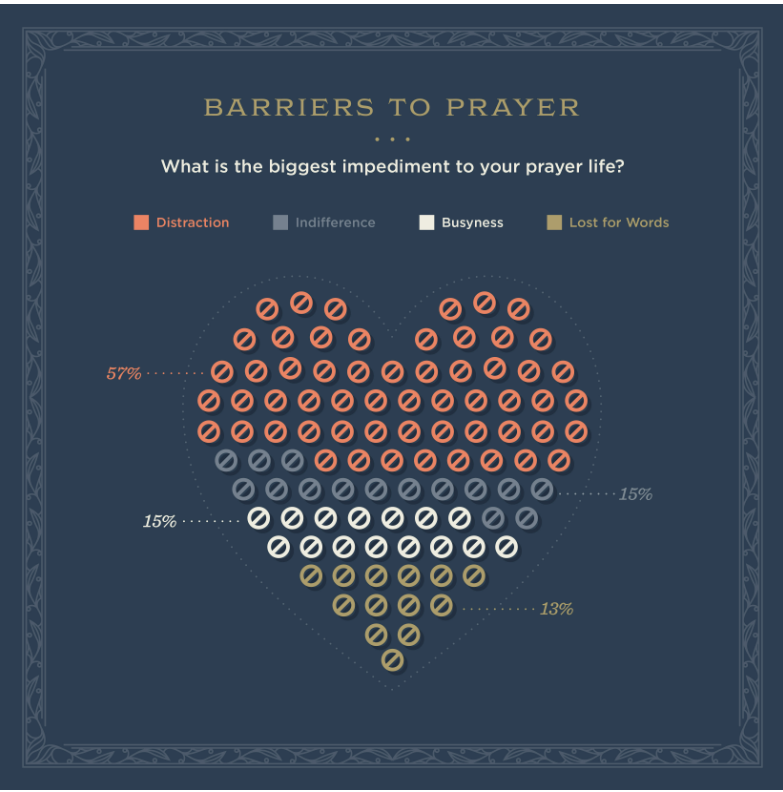 BARRIERS TO PRAYER
What is the biggest impediment to your prayer life?
Distraction Indifference Busyness Lost for Words
57%
15%
15%
13%